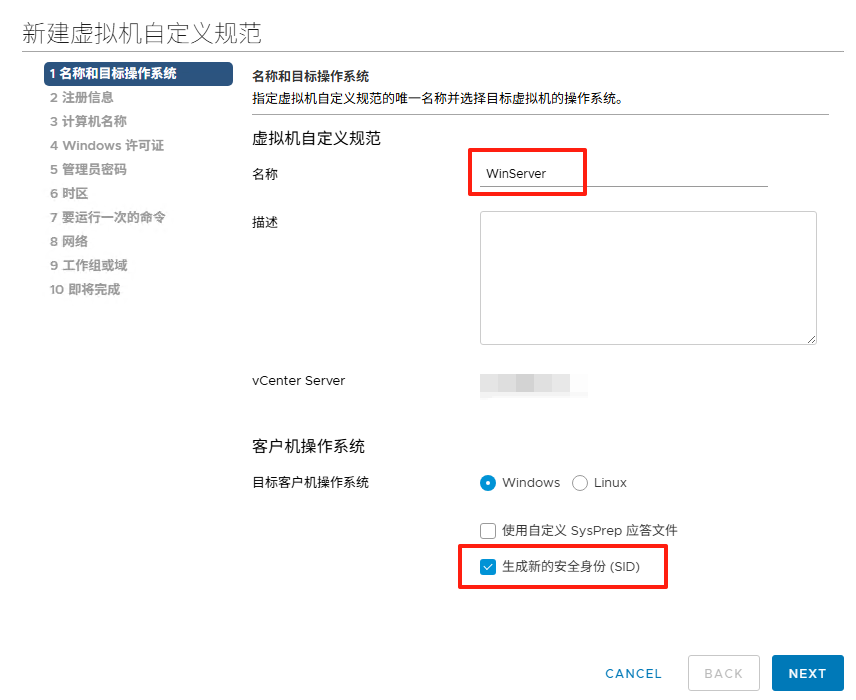 新建虚拟机自定义规范
1 名称和目标操作系统
2 注册信息
3 计算机名称
4 Windows 许可证
5 管理员密码
6 时区
7 要运行一次的命令
8 网络
9 工作组或域
10 即将完成
名称和目标操作系统
指定虚拟机自定义规范的唯一名称并选择目标虚拟机的操作系统。
虚拟机自定义规范
名称
WinServer
描述
vCenter Server
客户机操作系统
目标客户机操作系统
Windows
Linux
使用自定义 SysPrep 应答文件
生成新的安全身份 (SID)
CANCEL
BACK
NEXT